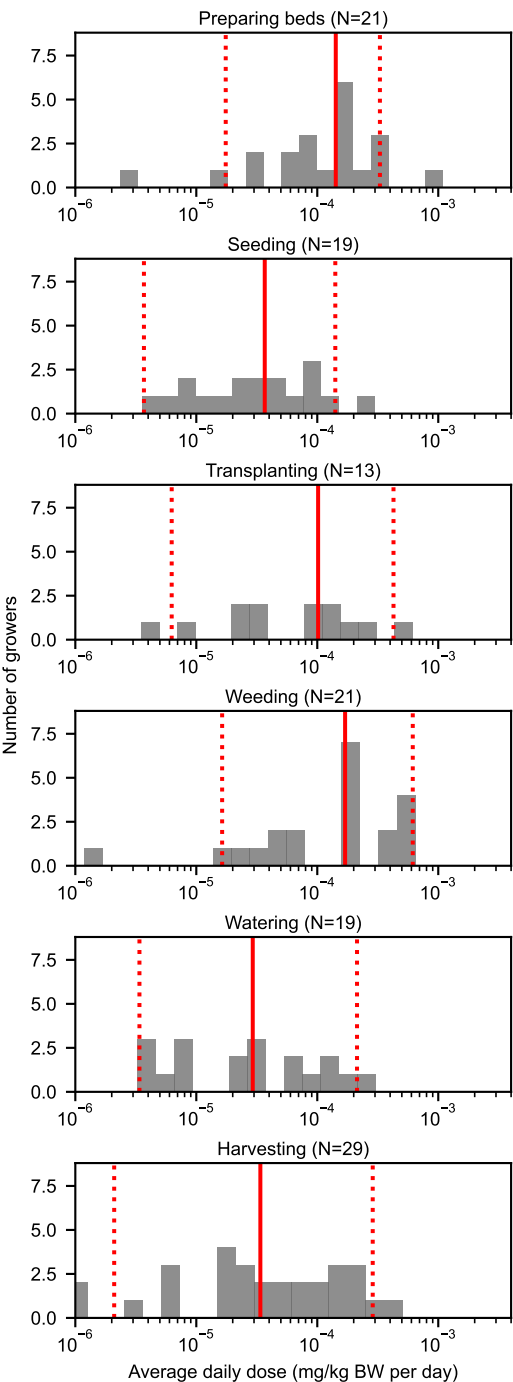 Preparing beds (N=21)
7.5
5.0
2.5
0.0
10⁻⁶ 10⁻⁵ 10⁻⁴ 10⁻³
Seeding (N=19)
7.5
5.0
2.5
0.0
10⁻⁶ 10⁻⁵ 10⁻⁴ 10⁻³
Transplanting (N=13)
7.5
5.0
2.5
0.0
10⁻⁶ 10⁻⁵ 10⁻⁴ 10⁻³
Number of growers
Weeding (N=21)
7.5
5.0
2.5
0.0
10⁻⁶ 10⁻⁵ 10⁻⁴ 10⁻³
Watering (N=19)
7.5
5.0
2.5
0.0
10⁻⁶ 10⁻⁵ 10⁻⁴ 10⁻³
Harvesting (N=29)
7.5
5.0
2.5
0.0
10⁻⁶ 10⁻⁵ 10⁻⁴ 10⁻³
Average daily dose (mg/kg BW per day)